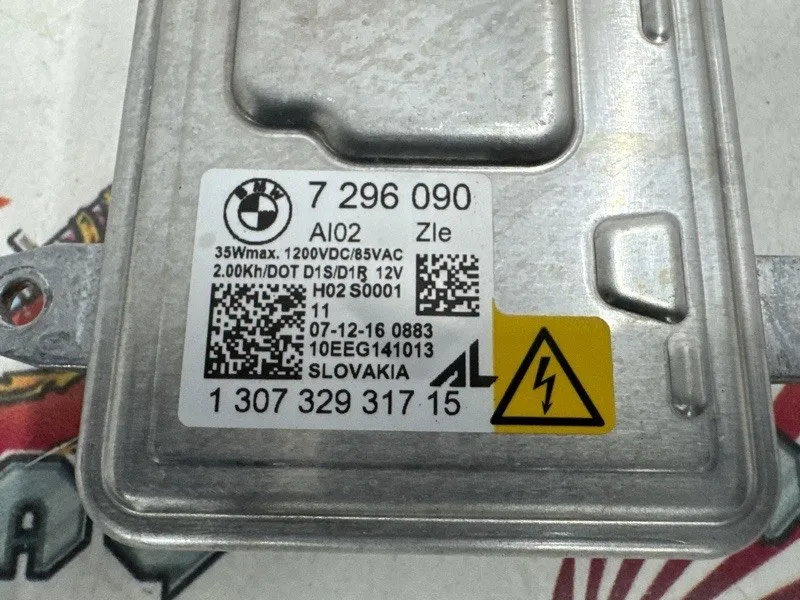 BMW
7 296 090
AI02 Zle
35Wmax. 1200VDC/85VAC
2.00Kh/DOT D1S/D1R 12V
H02 S0001
11
07-12-16 0883
10EEG141013
SLOVAKIA AL
1 307 329 317 15